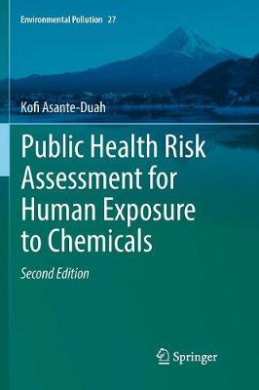 Environmental Pollution 27
Kofi Asante-Duah
Public Health Risk
Assessment for
Human Exposure
to Chemicals
Second Edition
Springer